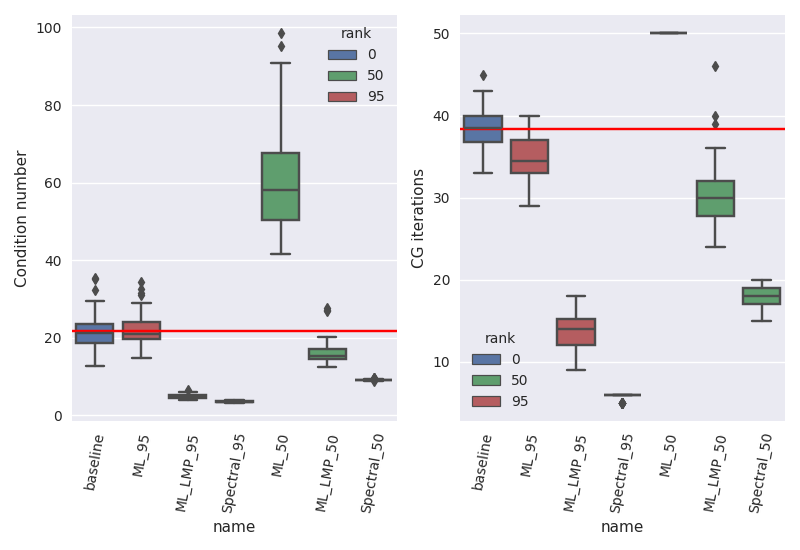 Condition number
100
80
60
40
20
0
rank
0
50
95
baseline
ML_95
ML_LMP_95
Spectral_95
ML_50
ML_LMP_50
Spectral_50
name
CG iterations
50
40
30
20
10
rank
0
50
95
baseline
ML_95
ML_LMP_95
Spectral_95
ML_50
ML_LMP_50
Spectral_50
name